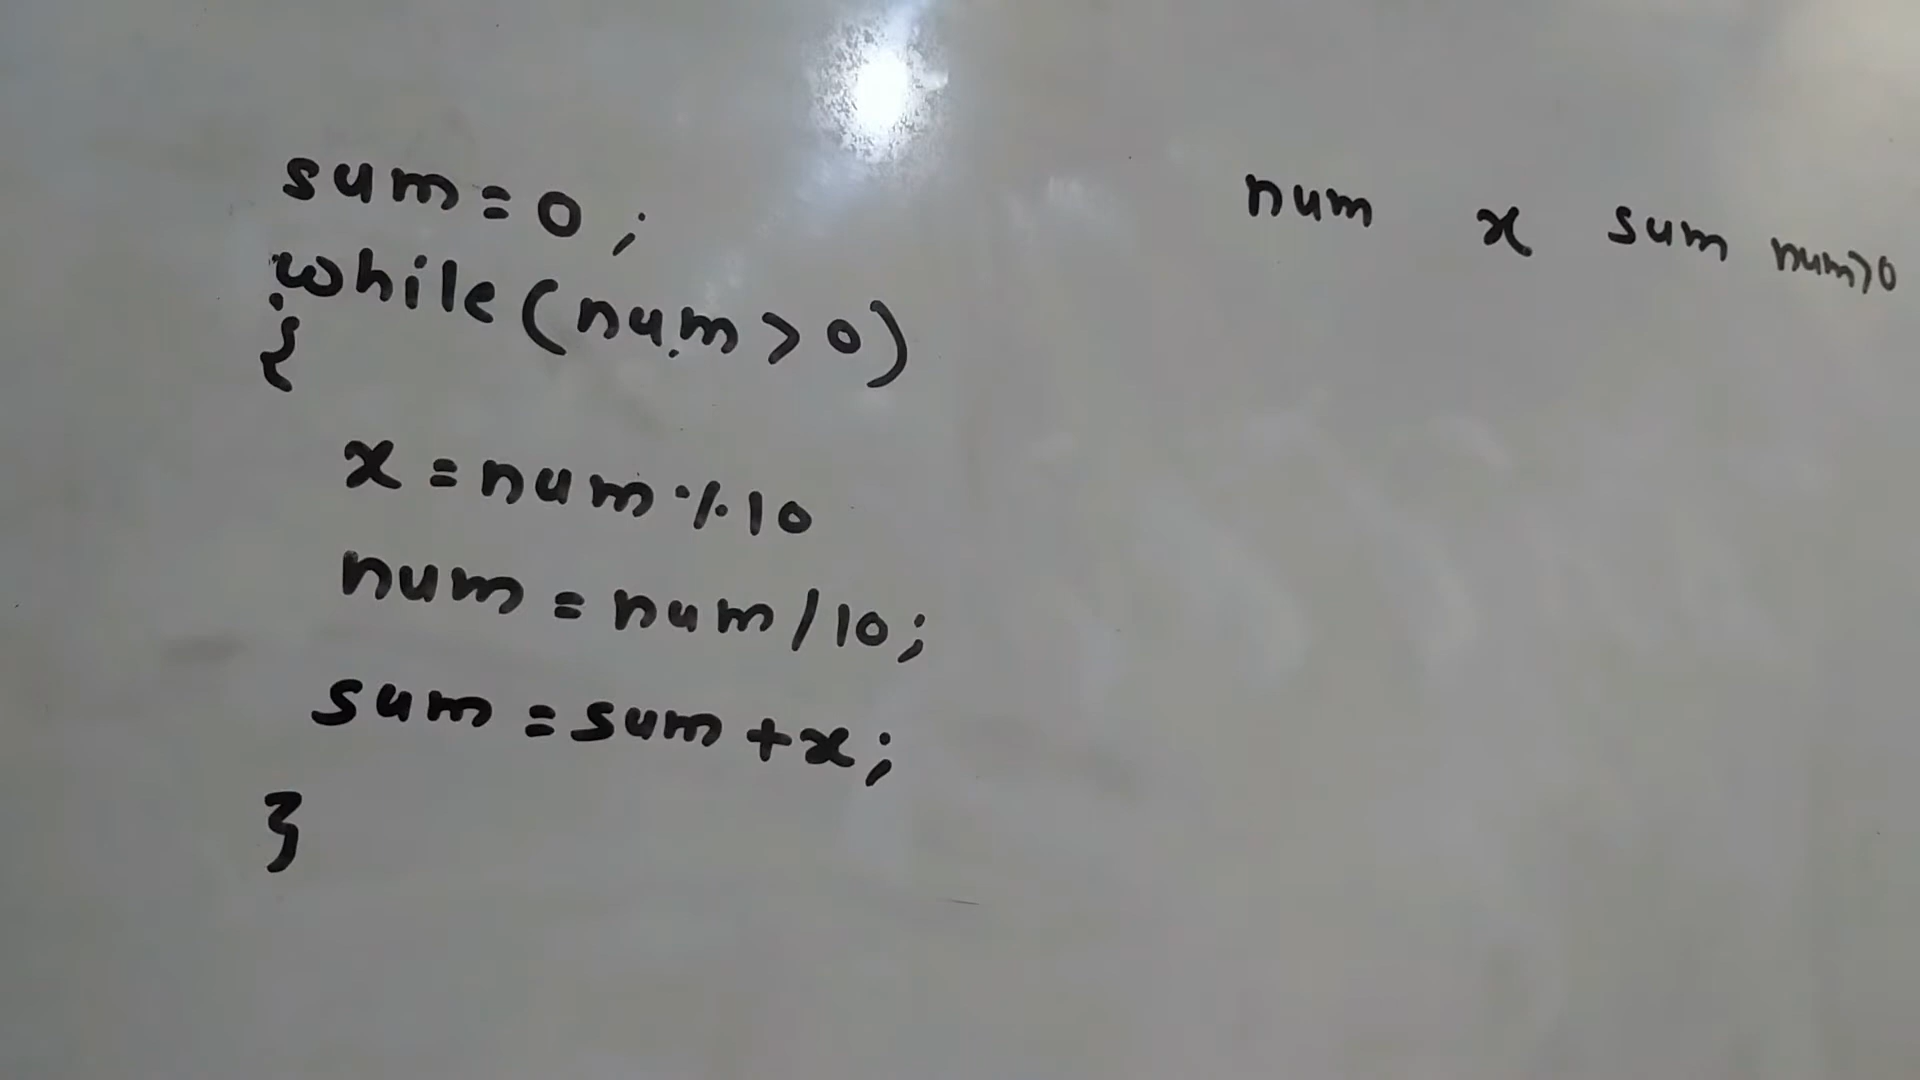 sum=0;
while(num>0)
{
x=num%10
num=num/10;
sum=sum+x;
}
num x sum num>0